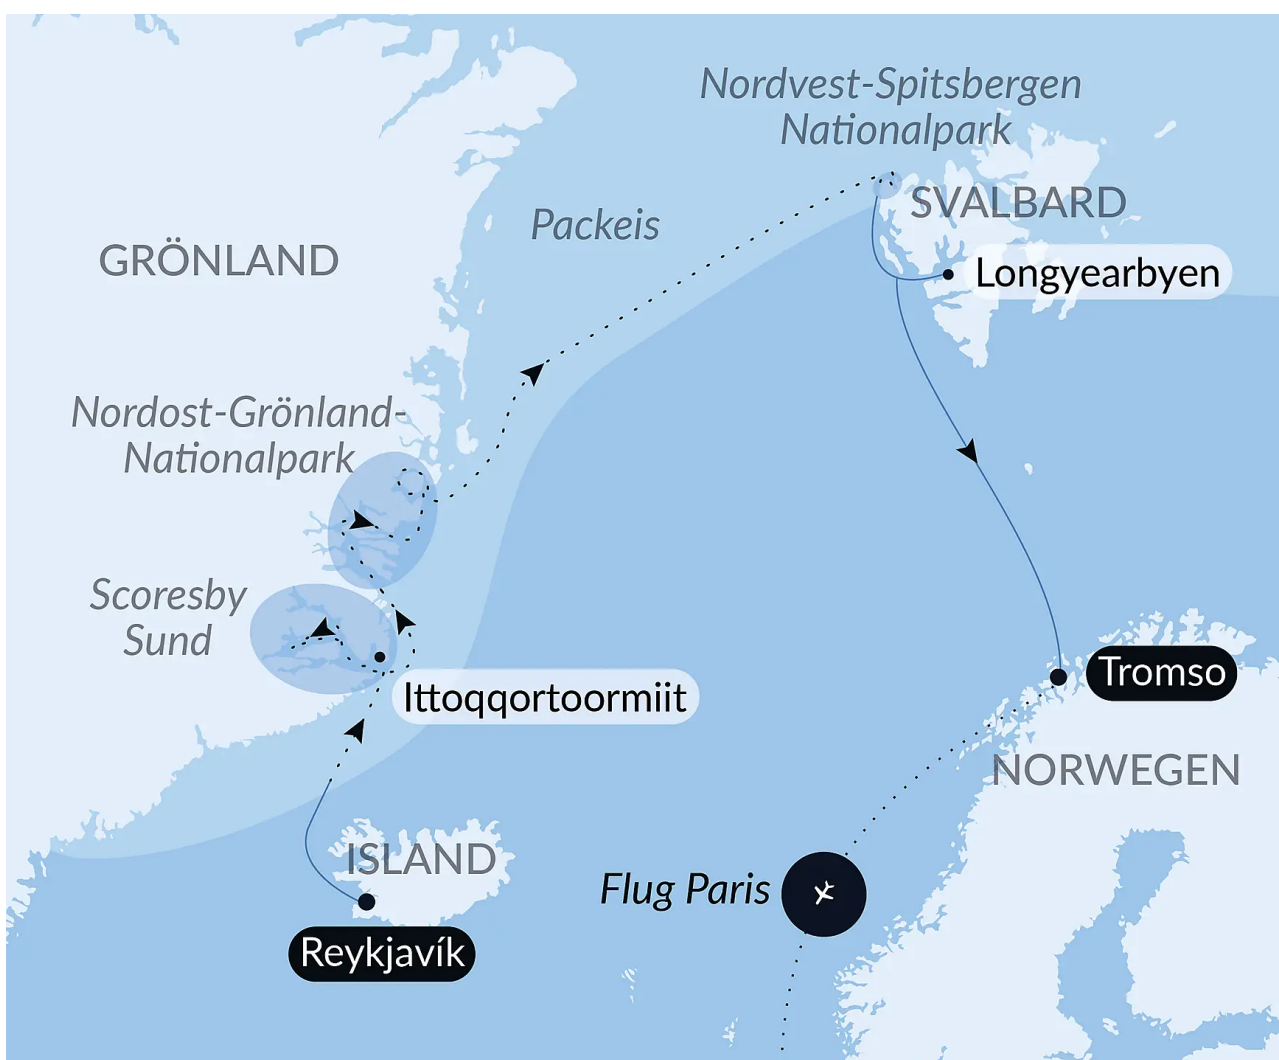 Nordvest-Spitsbergen
Nationalpark
SVALBARD
Packeis
GRÖNLAND
Longyearbyen
Nordost-Grönland-
Nationalpark
Scoresby
Sund
Ittoqqortoormiit
Tromso
NORWEGEN
ISLAND
Flug Paris
Reykjavík